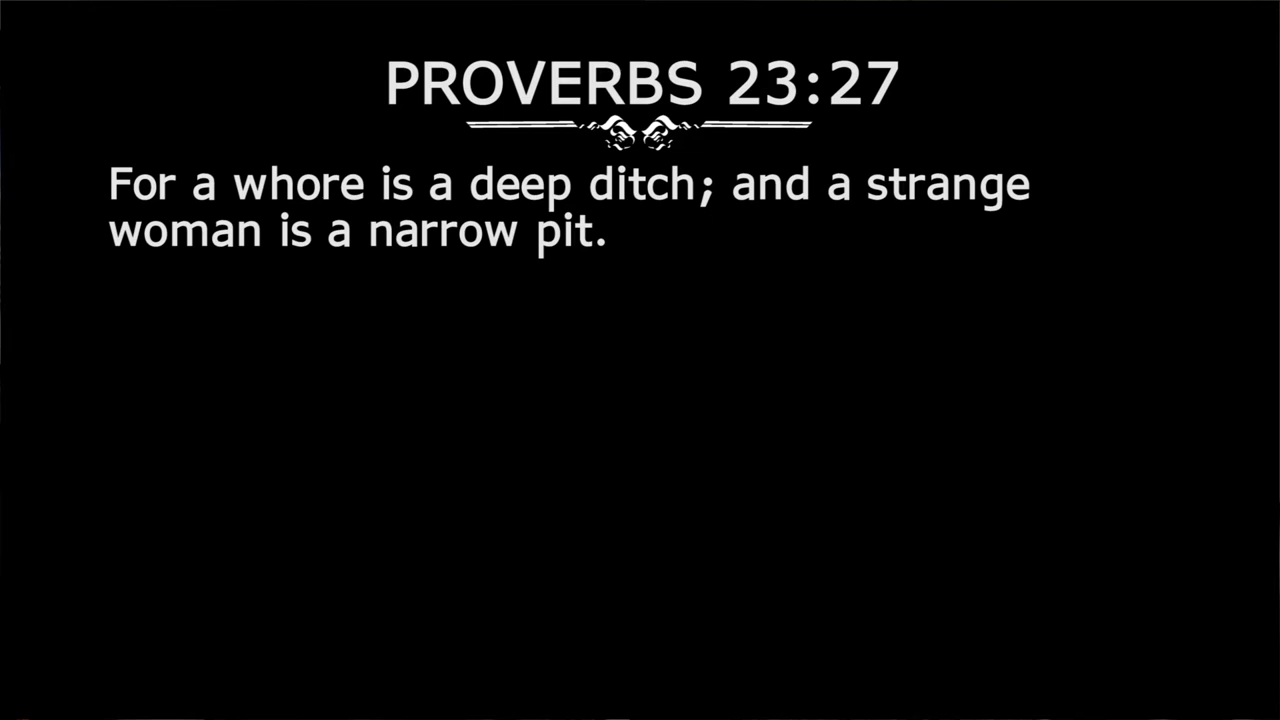 PROVERBS 23:27
For a whore is a deep ditch; and a strange
woman is a narrow pit.